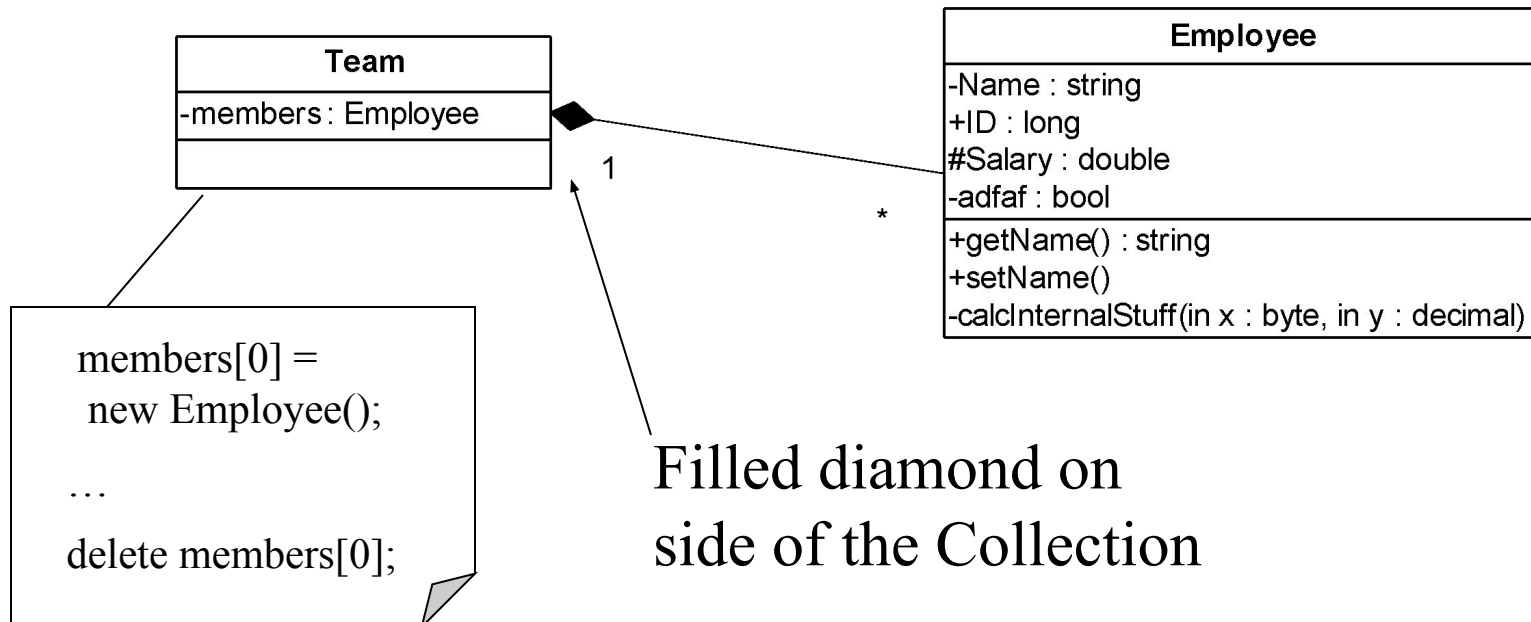 Team
-members : Employee
1
*
Employee
-Name : string
+ID : long
#Salary : double
-adfaf : bool
+getName() : string
+setName()
-calcInternalStuff(in x : byte, in y : decimal)
members[0] =
new Employee();
…
delete members[0];
Filled diamond on
side of the Collection